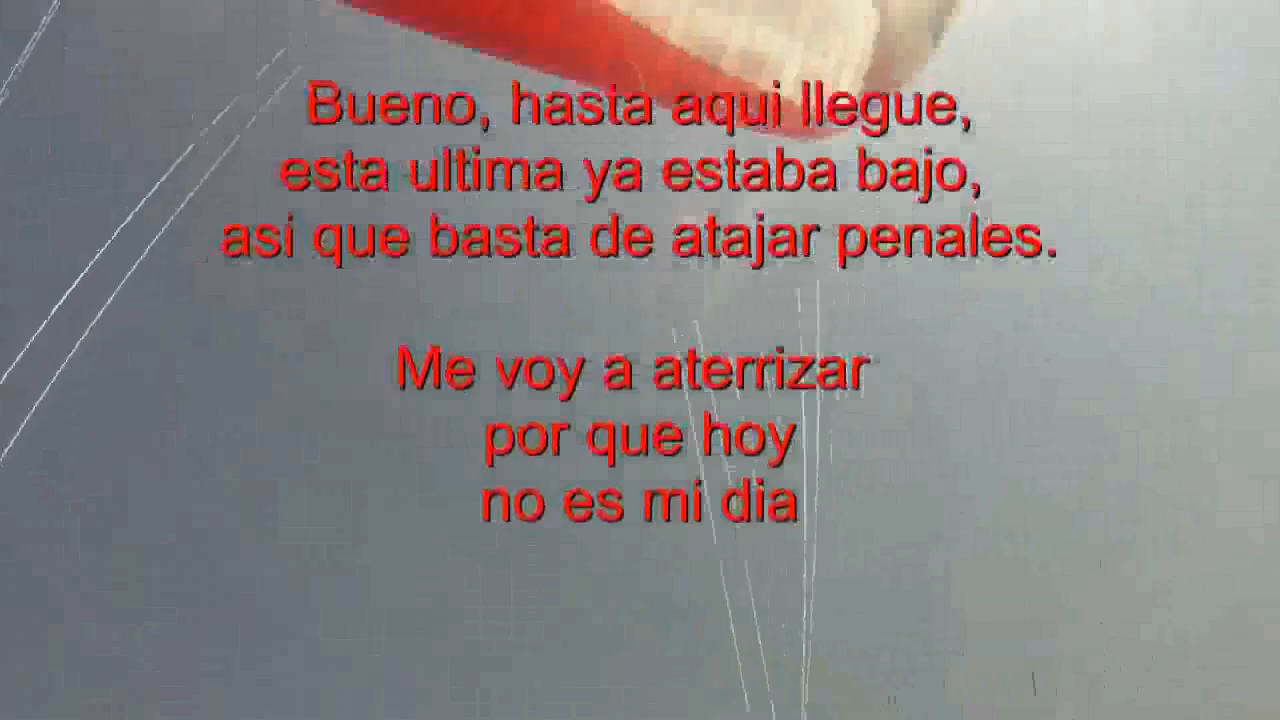 Bueno, hasta aqui llegue,
esta ultima ya estaba bajo,
asi que basta de atajar penales.
Me voy a aterrizar
por que hoy
no es mi dia